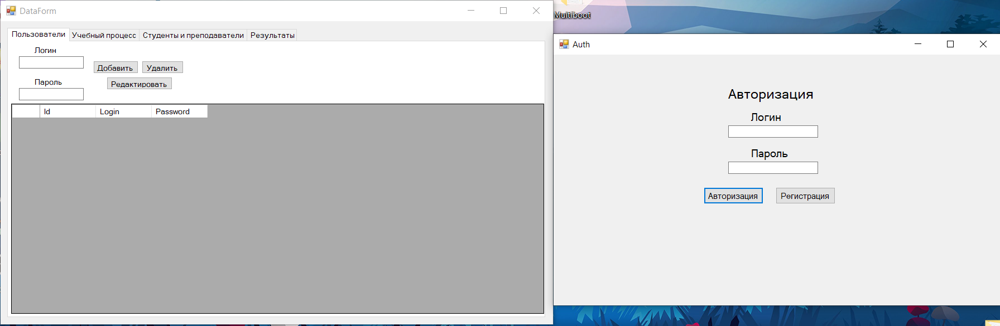 DataForm
Пользователи
Учебный процесс
Студенты и преподаватели
Результаты
Логин
Добавить
Удалить
Пароль
Редактировать
Id
Login
Password
Multiboot
Auth
Авторизация
Логин
Пароль
Авторизация
Регистрация